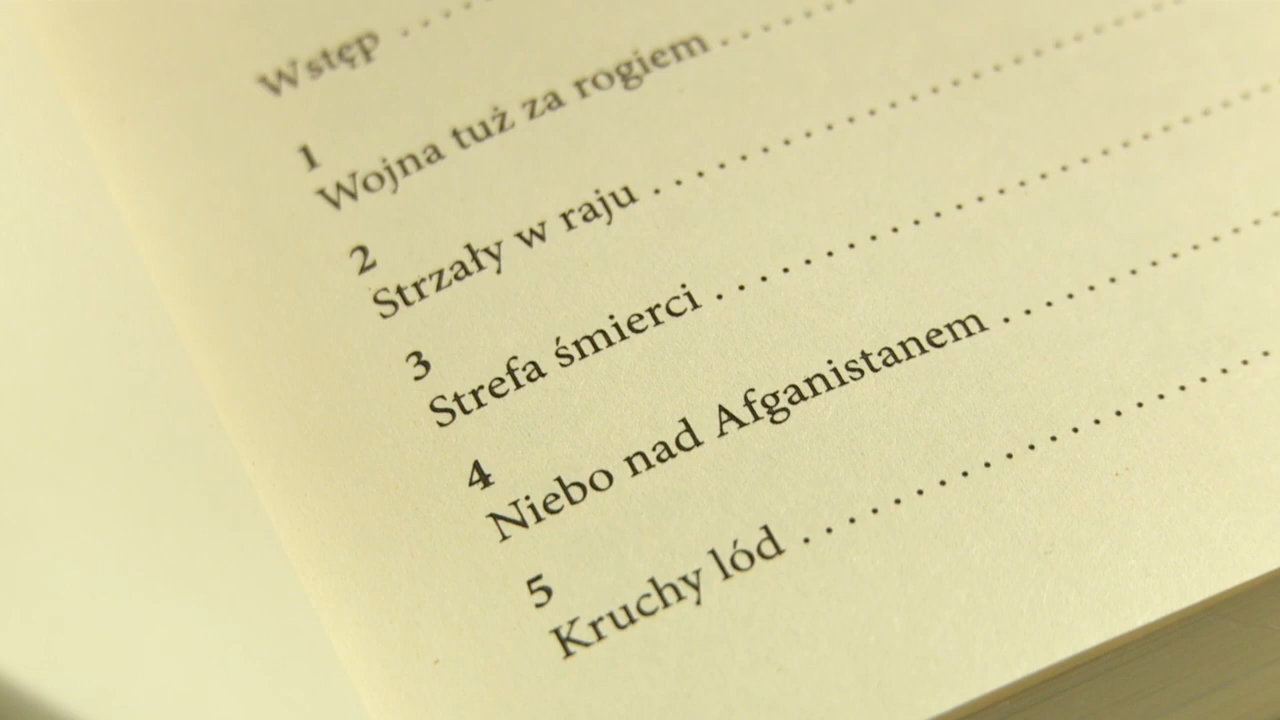 Wstęp . . . . .
1
Wojna tuż za rogiem . . . . . . .
2
Strzały w raju . . . . . . . . . . . . . . . . . . . . . . .
3
Strefa śmierci . . . . . . . . . . . . . . . . . . . . . . . .
4
Niebo nad Afganistanem . . . . . . . . . . . . .
5
Kruchy lód . . . . . . . . . . . . . . . . . . . . .